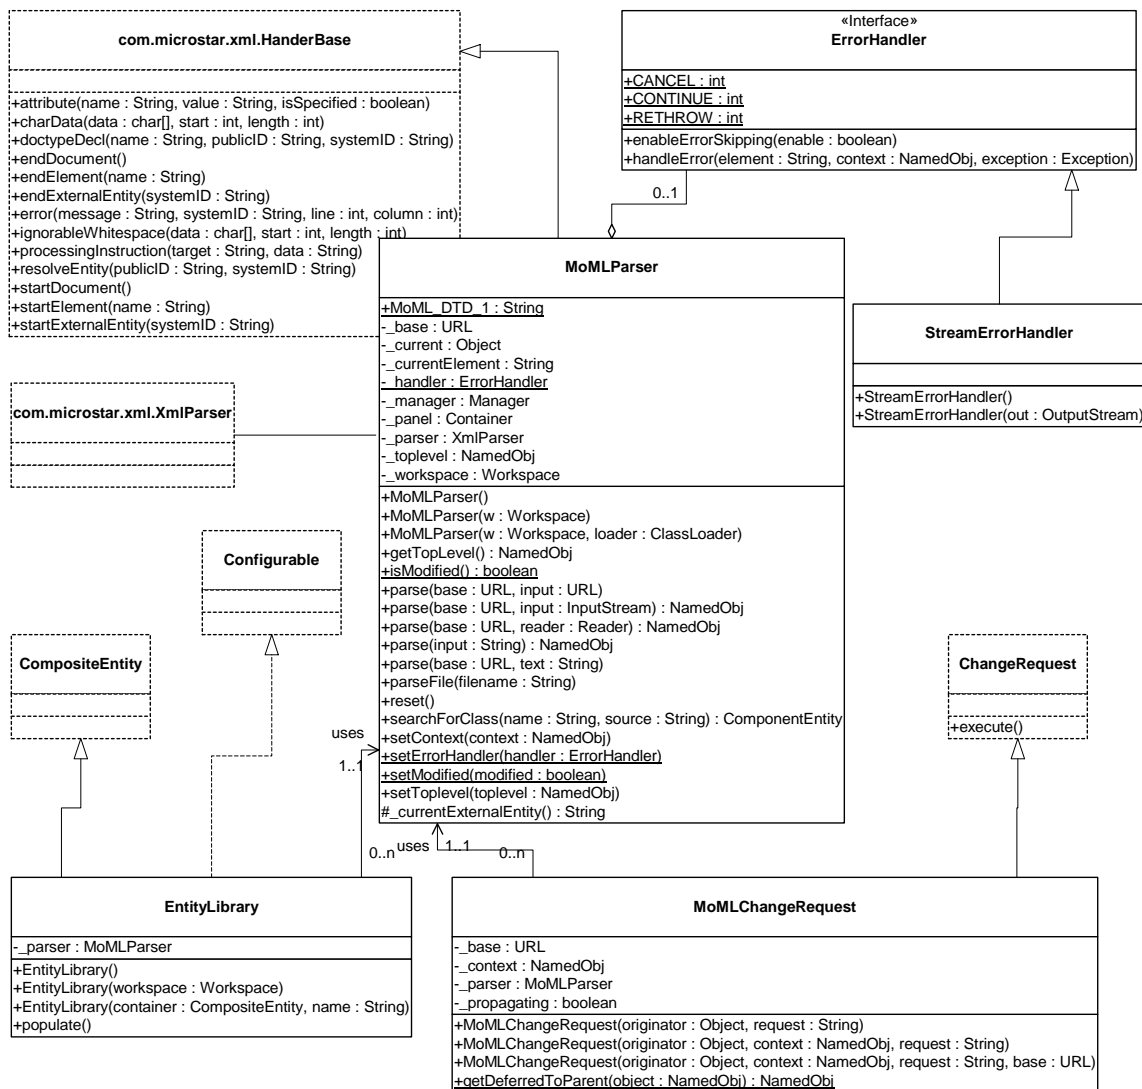 com.microstar.xml.HanderBase
+attribute(name : String, value : String, isSpecified : boolean)
+charData(data : char[], start : int, length : int)
+doctypeDecl(name : String, publicID : String, systemID : String)
+endDocument()
+endElement(name : String)
+endExternalEntity(systemID : String)
+error(message : String, systemID : String, line : int, column : int)
+ignorableWhitespace(data : char[], start : int, length : int)
+processingInstruction(target : String, data : String)
+resolveEntity(publicID : String, systemID : String)
+startDocument()
+startElement(name : String)
+startExternalEntity(systemID : String)
«Interface»
ErrorHandler
+CANCEL : int
+CONTINUE : int
+RETHROW : int
+enableErrorSkipping(enable : boolean)
+handleError(element : String, context : NamedObj, exception : Exception)
0..1
MoMLParser
+MoML_DTD_1 : String
-_base : URL
-_current : Object
-_currentElement : String
-_handler : ErrorHandler
-_manager : Manager
-_panel : Container
-_parser : XmlParser
-_toplevel : NamedObj
-_workspace : Workspace
+MoMLParser()
+MoMLParser(w : Workspace)
+MoMLParser(w : Workspace, loader : ClassLoader)
+getTopLevel() : NamedObj
+isModified() : boolean
+parse(base : URL, input : URL)
+parse(base : URL, input : InputStream) : NamedObj
+parse(base : URL, reader : Reader) : NamedObj
+parse(input : String) : NamedObj
+parse(base : URL, text : String)
+parseFile(filename : String)
+reset()
+searchForClass(name : String, source : String) : ComponentEntity
+setContext(context : NamedObj)
+setErrorHandler(handler : ErrorHandler)
+setModified(modified : boolean)
+setToplevel(toplevel : NamedObj)
#_currentExternalEntity() : String
StreamErrorHandler
+StreamErrorHandler()
+StreamErrorHandler(out : OutputStream)
com.microstar.xml.XmlParser
Configurable
CompositeEntity
ChangeRequest
+execute()
uses
1..1
0..n
uses
1..1
0..n
EntityLibrary
-_parser : MoMLParser
+EntityLibrary()
+EntityLibrary(workspace : Workspace)
+EntityLibrary(container : CompositeEntity, name : String)
+populate()
MoMLChangeRequest
-_base : URL
-_context : NamedObj
-_parser : MoMLParser
-_propagating : boolean
+MoMLChangeRequest(originator : Object, request : String)
+MoMLChangeRequest(originator : Object, context : NamedObj, request : String)
+MoMLChangeRequest(originator : Object, context : NamedObj, request : String, base : URL)
+getDeferredToParent(object : NamedObj) : NamedObj